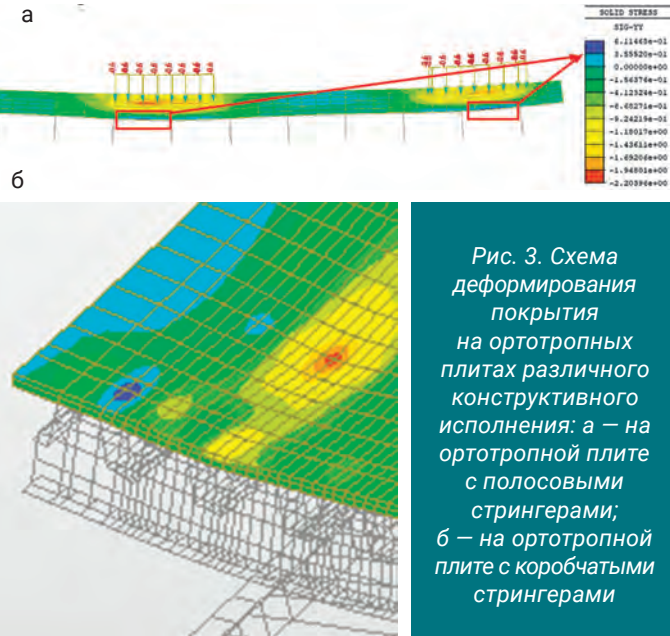 а
SOLID STRESS
SIG-YY
6.11465e-01
3.55520e-01
0.00000e+00
-1.56371e-01
-4.12324e-01
-6.68271e-01
-9.24219e-01
-1.18017e+00
-1.43611e+00
-1.69206e+00
-1.94801e+00
-2.20396e+00
б
Рис. 3. Схема
деформирования
покрытия
на ортотропных
плитах различного
конструктивного
исполнения: а — на
ортотропной плите
с полосовыми
стрингерами;
б — на ортотропной
плите с коробчатыми
стрингерами